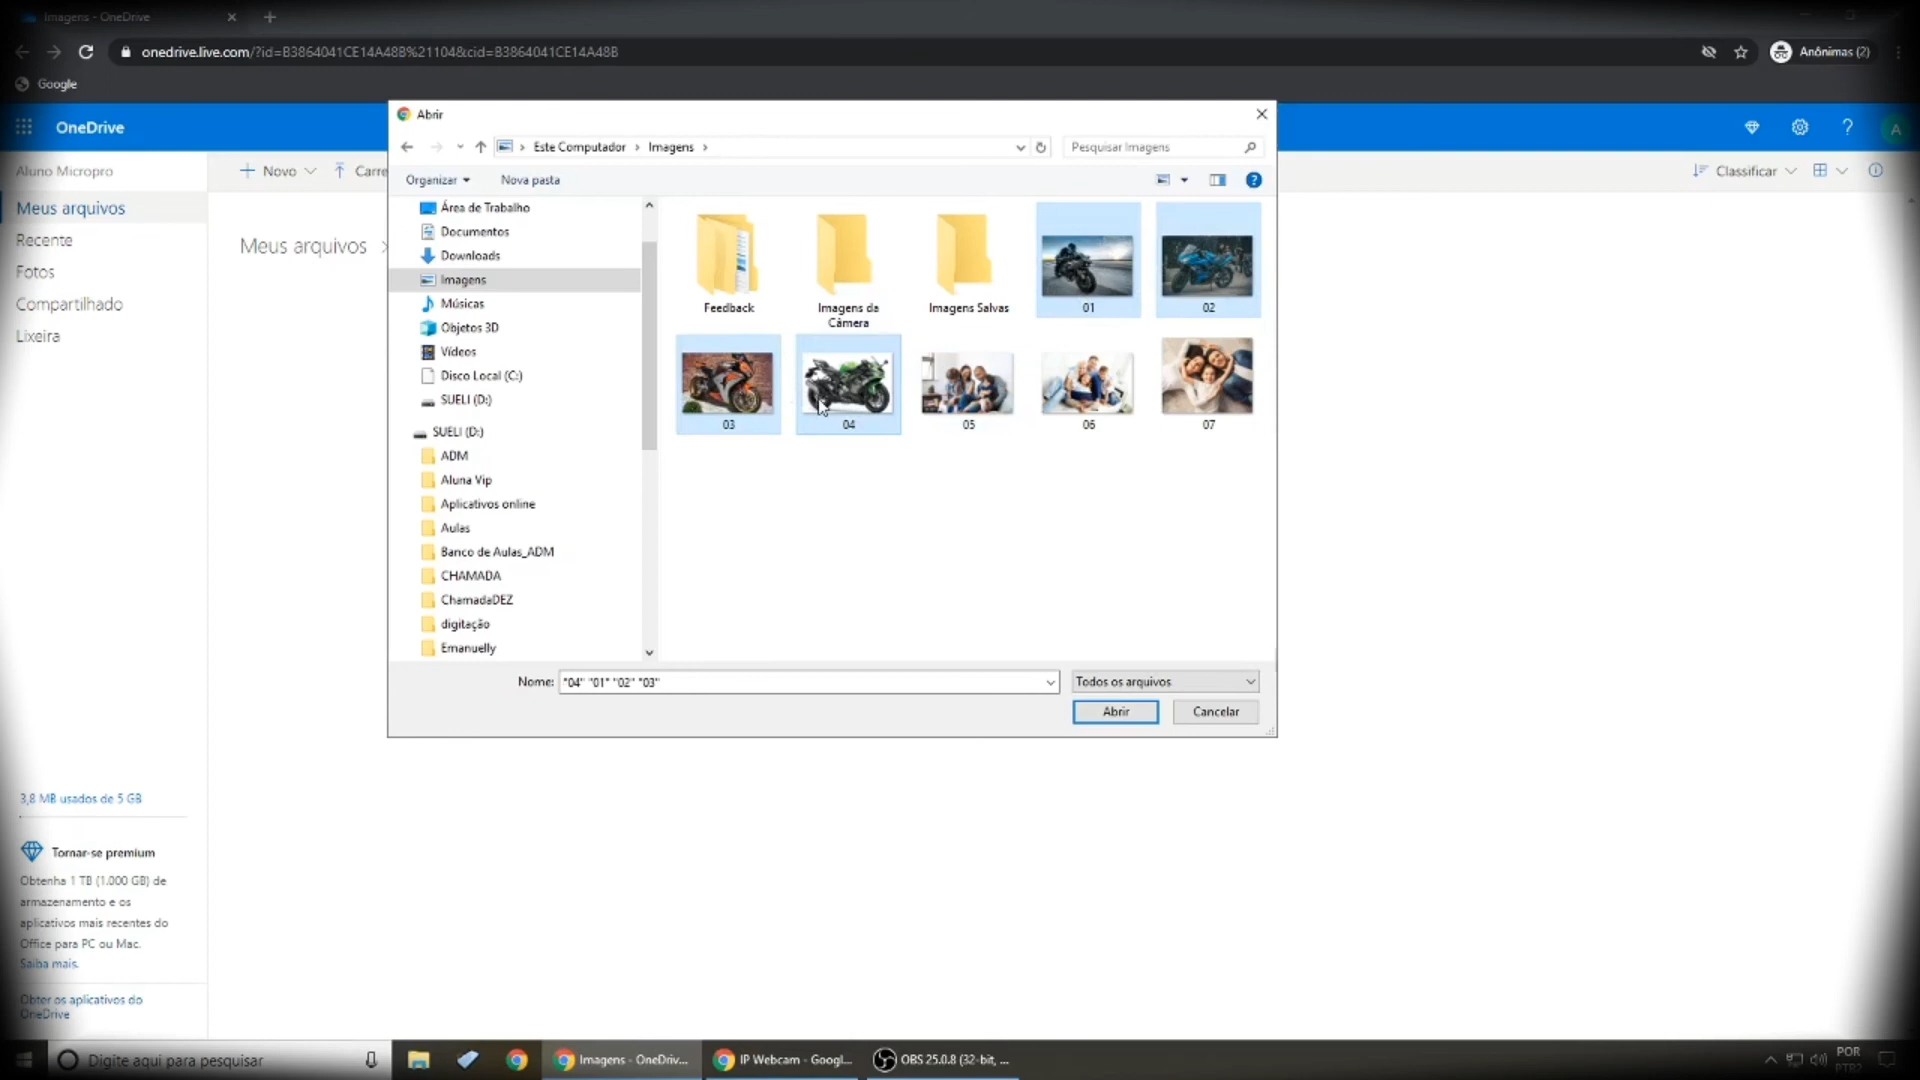 Imagens - OneDrive
onedrive.live.com/?id=B3864041CE14A48B%21104&cid=B3864041CE14A48B
Anônimas (2)
Google
OneDrive
A
Aluno Micropro
Novo
Carre
Classificar
Meus arquivos
Recente
Fotos
Compartilhado
Lixeira
Meus arquivos
3,8 MB usados de 5 GB
Tornar-se premium
Obtenha 1 TB (1.000 GB) de
armazenamento e os
aplicativos mais recentes do
Office para PC ou Mac.
Saiba mais.
Obter os aplicativos do
OneDrive
Abrir
Este Computador > Imagens >
Pesquisar Imagens
Organizar
Nova pasta
Área de Trabalho
Documentos
Downloads
Imagens
Músicas
Objetos 3D
Vídeos
Disco Local (C:)
SUELI (D:)
SUELI (D:)
ADM
Aluna Vip
Aplicativos online
Aulas
Banco de Aulas_ADM
CHAMADA
ChamadaDEZ
digitação
Emanuelly
Feedback
Imagens da
Câmera
Imagens Salvas
01
02
03
04
05
06
07
Nome:
"04" "01" "02" "03"
Todos os arquivos
Abrir
Cancelar
Digite aqui para pesquisar
Imagens - OneDriv...
IP Webcam - Googl...
OBS 25.0.8 (32-bit, ...
POR
PTB2